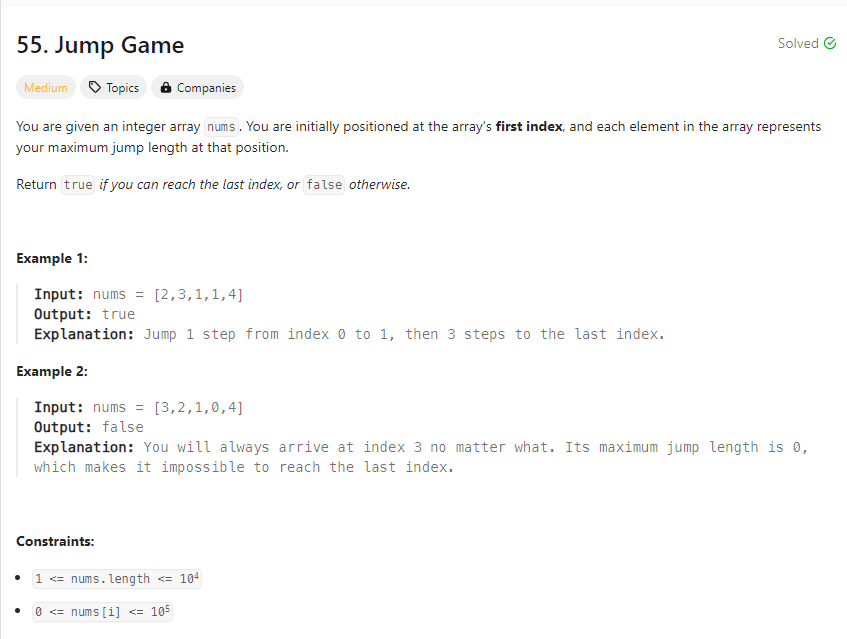 55. Jump Game
Solved
Medium
Topics
Companies
You are given an integer array nums. You are initially positioned at the array's first index, and each element in the array represents
your maximum jump length at that position.
Return true if you can reach the last index, or false otherwise.
Example 1:
Input: nums = [2,3,1,1,4]
Output: true
Explanation: Jump 1 step from index 0 to 1, then 3 steps to the last index.
Example 2:
Input: nums = [3,2,1,0,4]
Output: false
Explanation: You will always arrive at index 3 no matter what. Its maximum jump length is 0,
which makes it impossible to reach the last index.
Constraints:
• 1 <= nums.length <= 10⁴
• 0 <= nums[i] <= 10⁵